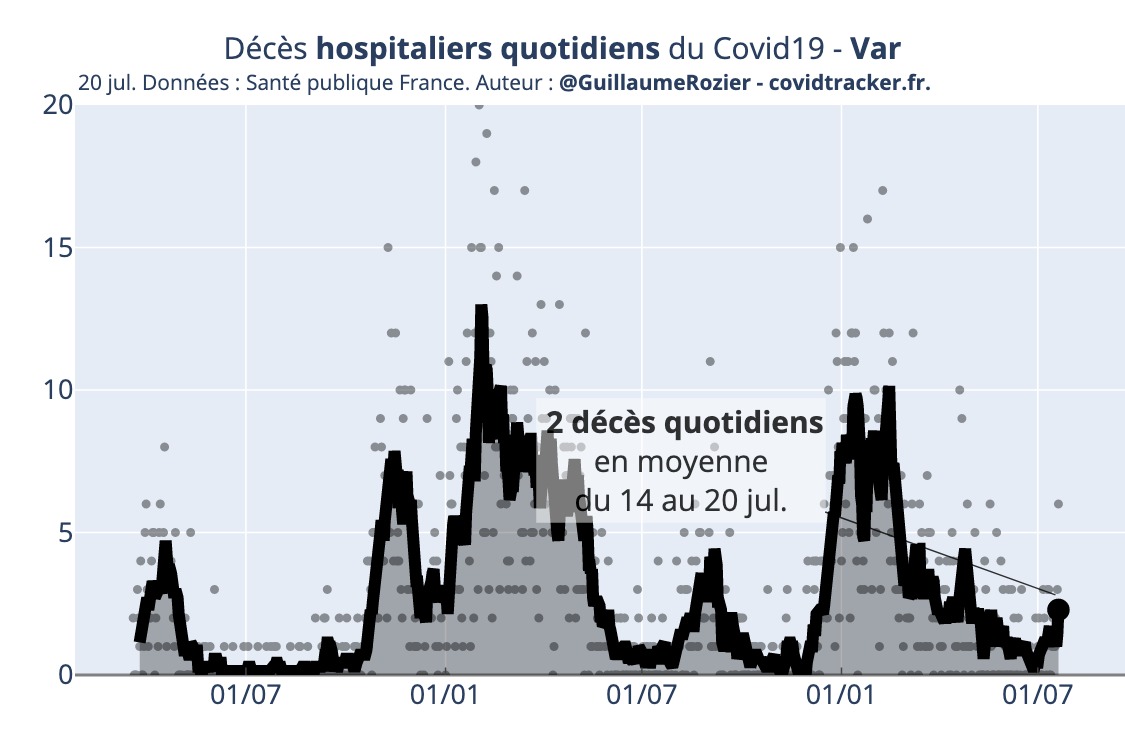 Décès hospitaliers quotidiens du Covid19 - Var
20 jul. Données : Santé publique France. Auteur : @GuillaumeRozier - covidtracker.fr.
20
15
10
5
0
2 décès quotidiens
en moyenne
du 14 au 20 jul.
01/07
01/01
01/07
01/01
01/07